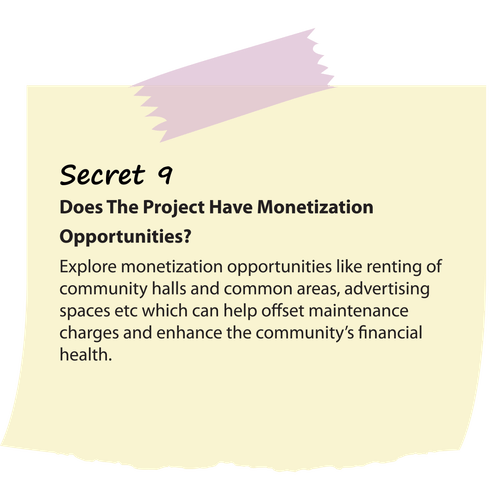 Secret 9
Does The Project Have Monetization
Opportunities?
Explore monetization opportunities like renting of
community halls and common areas, advertising
spaces etc which can help offset maintenance
charges and enhance the community’s financial
health.